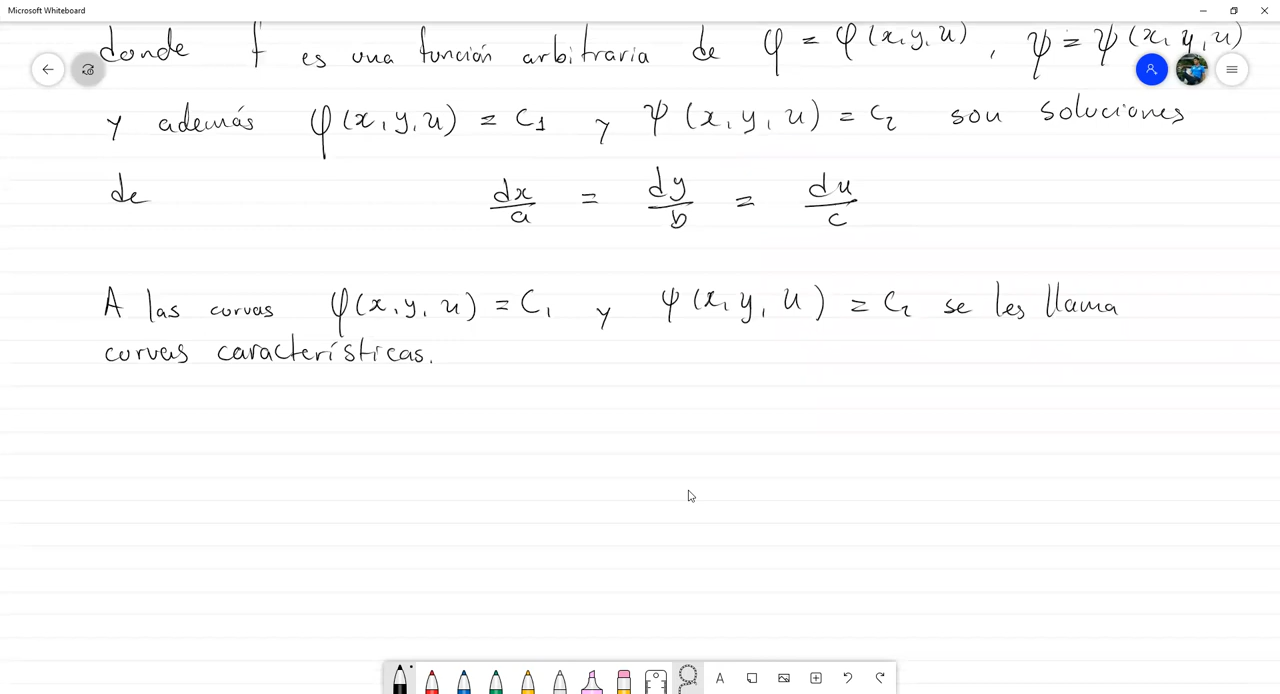 Microsoft Whiteboard
donde f es una función arbitraria de φ = φ(x, y, u), ψ = ψ(x, y, u)
y además φ(x, y, u) = C₁ y ψ(x, y, u) = C₂ son soluciones
de dx/a = dy/b = du/c
A las curvas φ(x, y, u) = C₁ y ψ(x, y, u) = C₂ se les llama
curvas características.
A